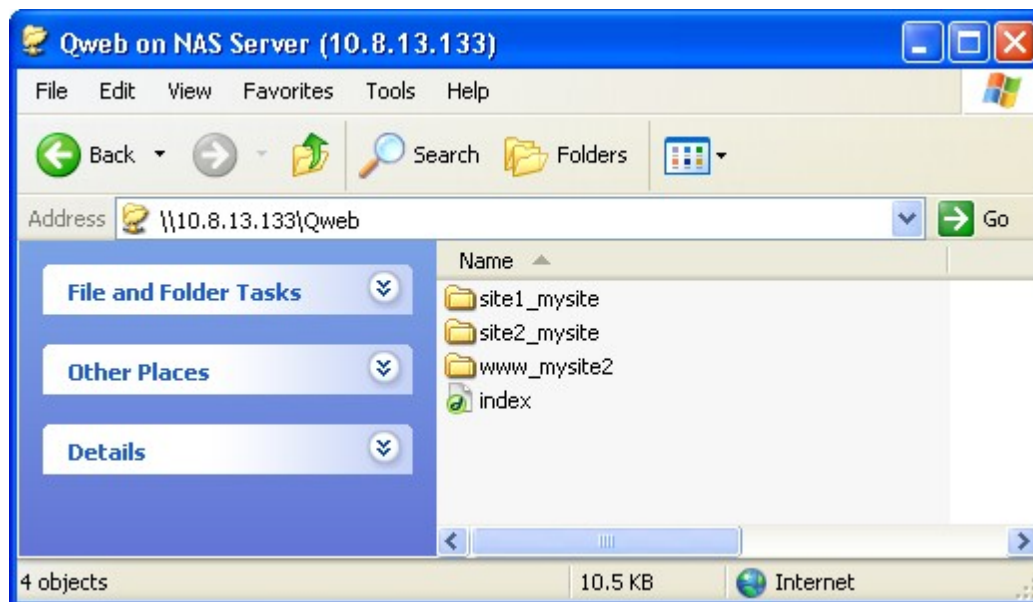 Qweb on NAS Server (10.8.13.133)
File Edit View Favorites Tools Help
Back Search Folders
Address \\10.8.13.133\Qweb Go
Name
File and Folder Tasks
site1_mysite
site2_mysite
Other Places
www_mysite2
index
Details
4 objects 10.5 KB Internet